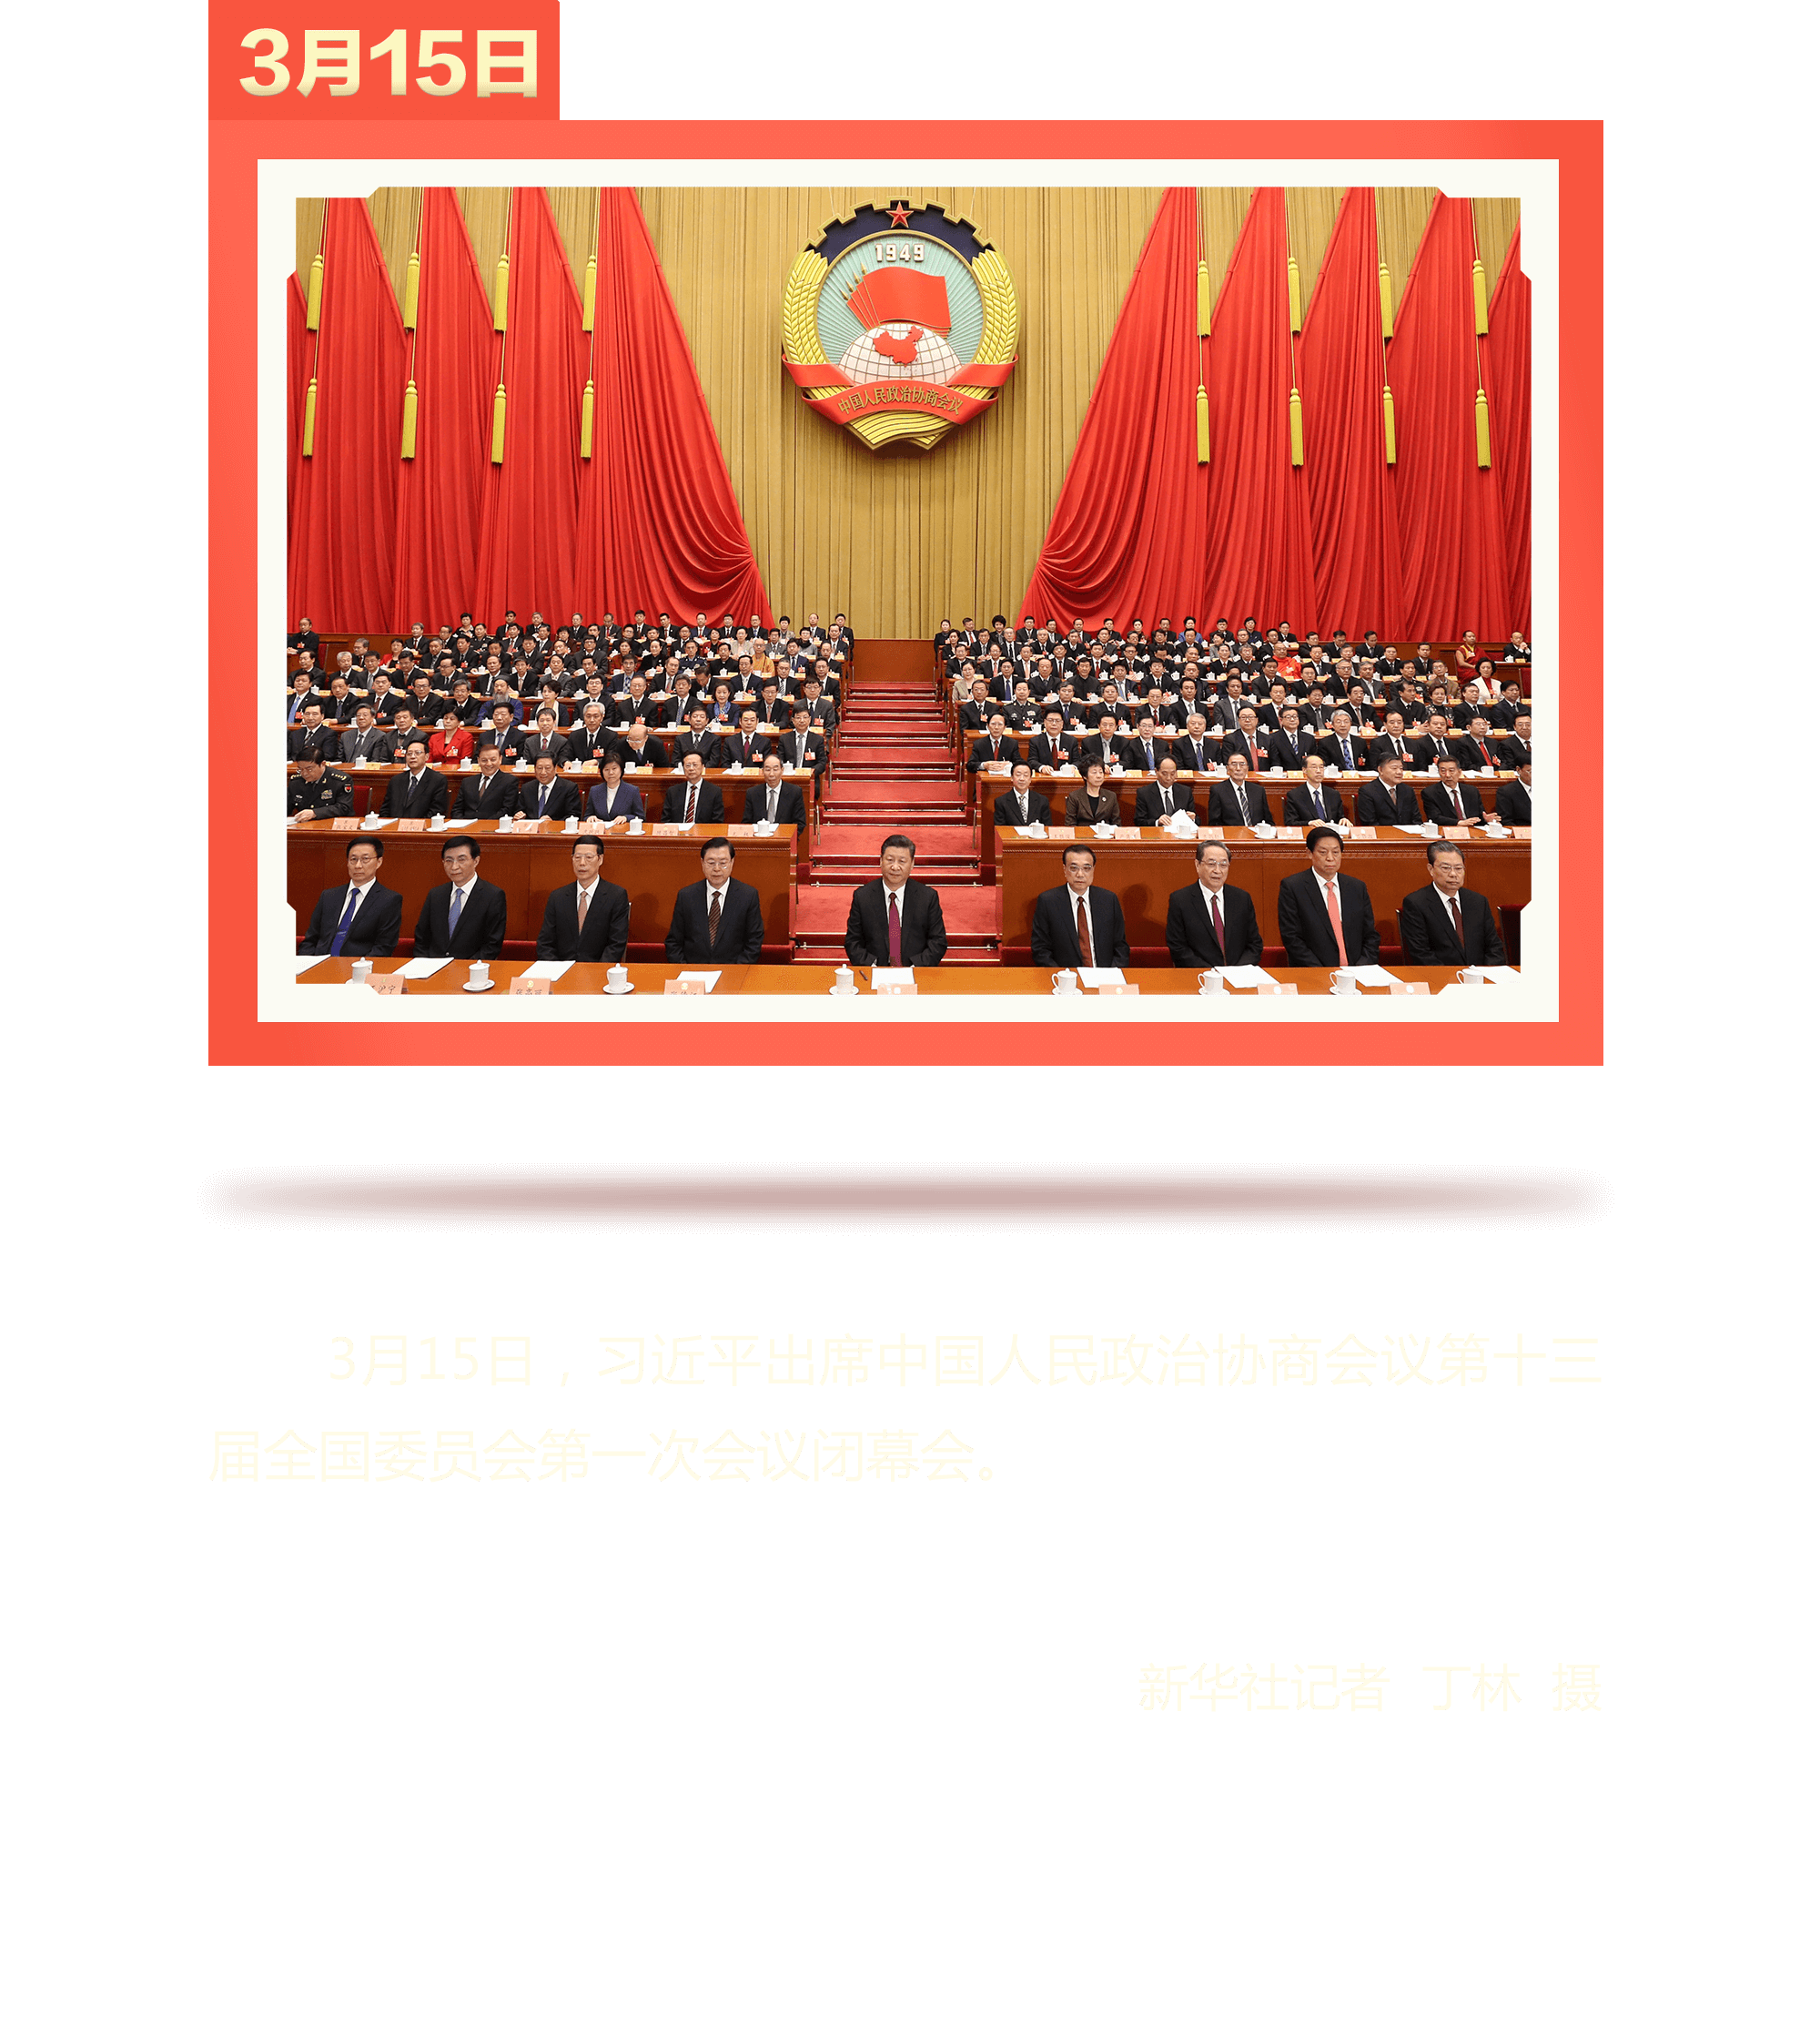 3月15日
1949
中国人民政治协商会议
3月15日，习近平出席中国人民政治协商会议第十三
届全国委员会第一次会议闭幕会。
新华社记者 丁林 摄